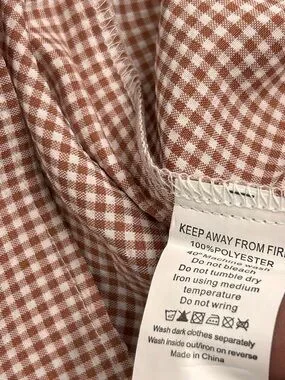 KEEP AWAY FROM FIR
100%POLYESTER
40° Machine wash
Do not bleach
Do not tumble dry
Iron using medium
temperature
Do not wring
Wash dark clothes separately
Wash inside out/iron on reverse
Made in China